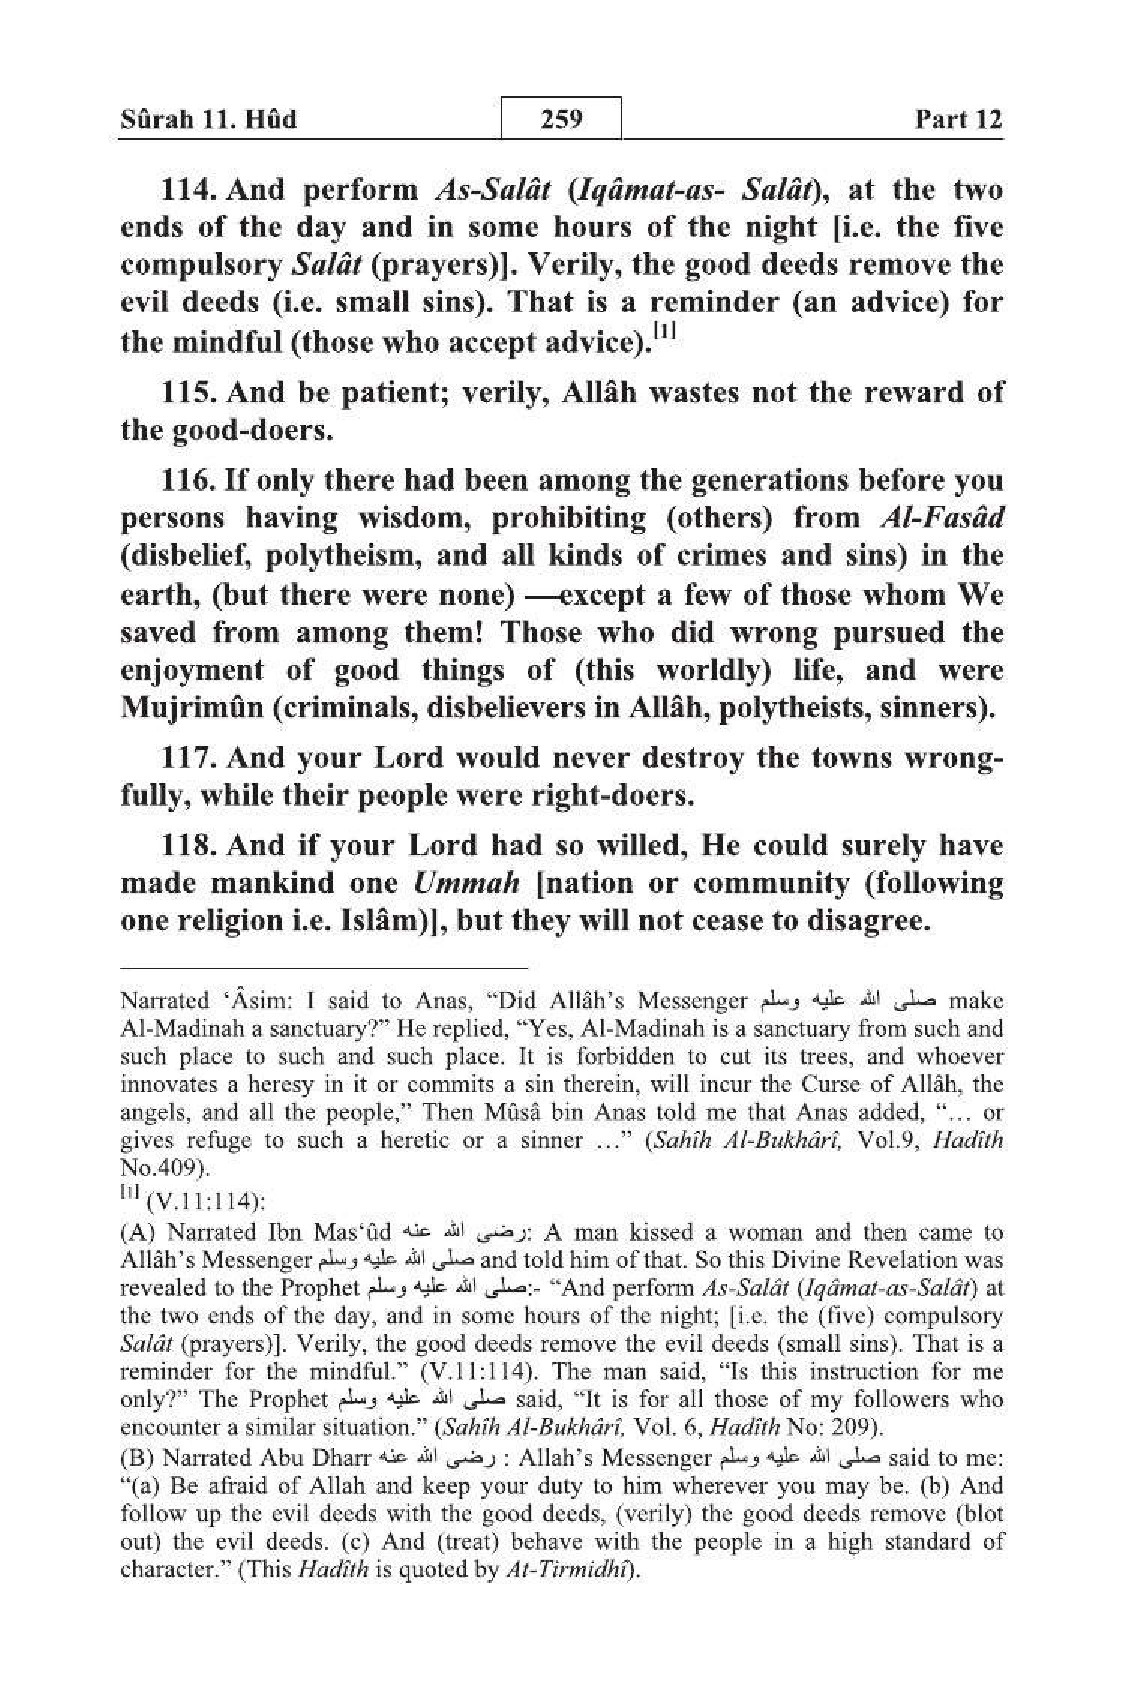 Sûrah 11. Hûd 259 Part 12
114. And perform As-Salât (Iqâmat-as- Salât), at the two
ends of the day and in some hours of the night [i.e. the five
compulsory Salât (prayers)]. Verily, the good deeds remove the
evil deeds (i.e. small sins). That is a reminder (an advice) for
the mindful (those who accept advice).[1]
115. And be patient; verily, Allâh wastes not the reward of
the good-doers.
116. If only there had been among the generations before you
persons having wisdom, prohibiting (others) from Al-Fasâd
(disbelief, polytheism, and all kinds of crimes and sins) in the
earth, (but there were none) —except a few of those whom We
saved from among them! Those who did wrong pursued the
enjoyment of good things of (this worldly) life, and were
Mujrimûn (criminals, disbelievers in Allâh, polytheists, sinners).
117. And your Lord would never destroy the towns wrong-
fully, while their people were right-doers.
118. And if your Lord had so willed, He could surely have
made mankind one Ummah [nation or community (following
one religion i.e. Islâm)], but they will not cease to disagree.
Narrated ‘Âsim: I said to Anas, “Did Allâh’s Messenger صلى الله عليه وسلم make
Al-Madinah a sanctuary?” He replied, “Yes, Al-Madinah is a sanctuary from such and
such place to such and such place. It is forbidden to cut its trees, and whoever
innovates a heresy in it or commits a sin therein, will incur the Curse of Allâh, the
angels, and all the people,” Then Mûsâ bin Anas told me that Anas added, “… or
gives refuge to such a heretic or a sinner …” (Sahîh Al-Bukhârî, Vol.9, Hadîth
No.409).
[1] (V.11:114):
(A) Narrated Ibn Mas‘ûd رضى الله عنه: A man kissed a woman and then came to
Allâh’s Messenger صلى الله عليه وسلم and told him of that. So this Divine Revelation was
revealed to the Prophet صلى الله عليه وسلم:- “And perform As-Salât (Iqâmat-as-Salât) at
the two ends of the day, and in some hours of the night; [i.e. the (five) compulsory
Salât (prayers)]. Verily, the good deeds remove the evil deeds (small sins). That is a
reminder for the mindful.” (V.11:114). The man said, “Is this instruction for me
only?” The Prophet صلى الله عليه وسلم said, “It is for all those of my followers who
encounter a similar situation.” (Sahîh Al-Bukhârî, Vol. 6, Hadîth No: 209).
(B) Narrated Abu Dharr رضى الله عنه : Allah’s Messenger صلى الله عليه وسلم said to me:
“(a) Be afraid of Allah and keep your duty to him wherever you may be. (b) And
follow up the evil deeds with the good deeds, (verily) the good deeds remove (blot
out) the evil deeds. (c) And (treat) behave with the people in a high standard of
character.” (This Hadîth is quoted by At-Tirmidhî).